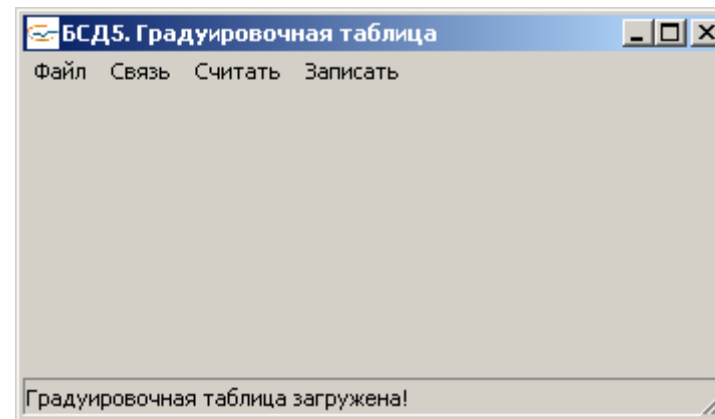 БСД5. Градуировочная таблица
Файл Связь Считать Записать
Градуировочная таблица загружена!